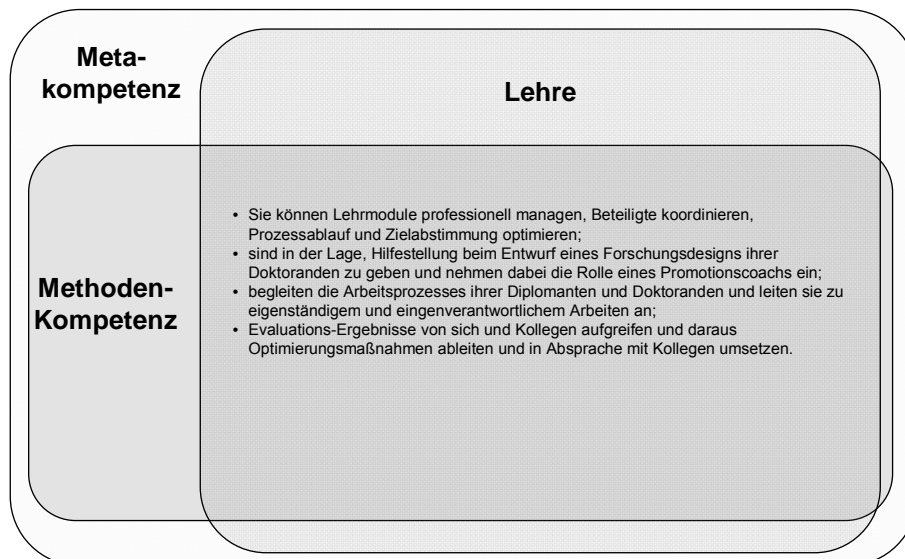 Meta-
kompetenz
Lehre
Methoden-
Kompetenz
• Sie können Lehrmodule professionell managen, Beteiligte koordinieren,
Prozessablauf und Zielabstimmung optimieren;
• sind in der Lage, Hilfestellung beim Entwurf eines Forschungsdesigns ihrer
Doktoranden zu geben und nehmen dabei die Rolle eines Promotionscoachs ein;
• begleiten die Arbeitsprozesses ihrer Diplomanten und Doktoranden und leiten sie zu
eigenständigem und eingenverantwortlichem Arbeiten an;
• Evaluations-Ergebnisse von sich und Kollegen aufgreifen und daraus
Optimierungsmaßnahmen ableiten und in Absprache mit Kollegen umsetzen.